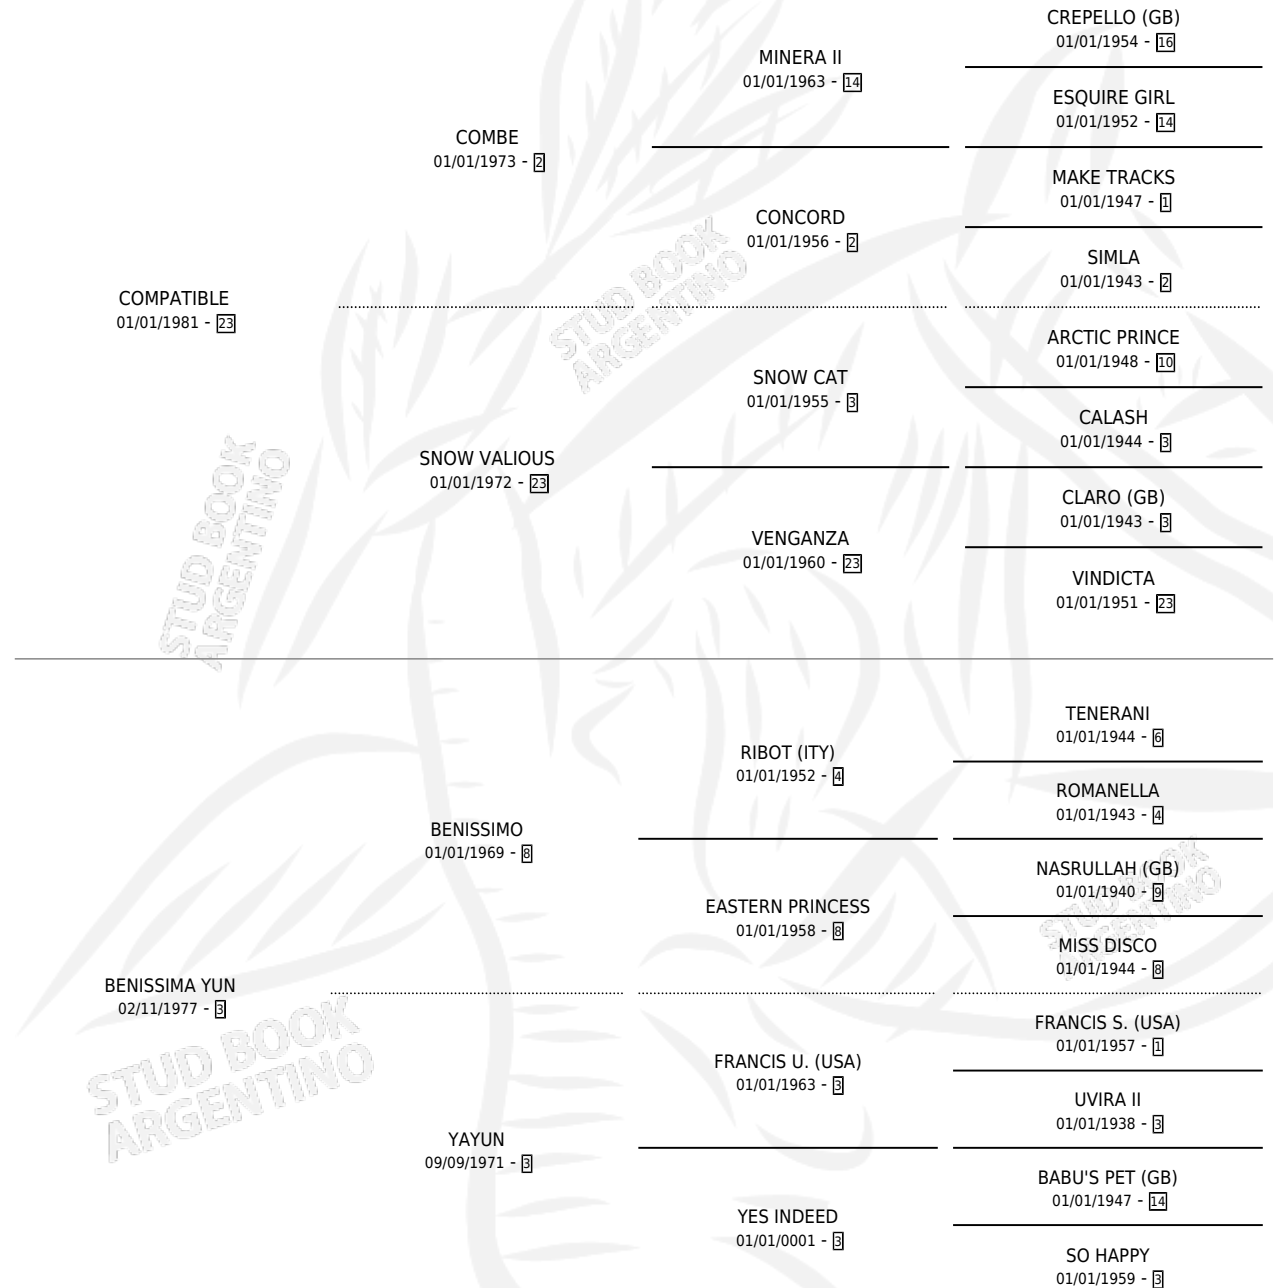 CREPELLO (GB)
01/01/1954 - 16
MINERA II
01/01/1963 - 14
ESQUIRE GIRL
01/01/1952 - 14
COMBE
01/01/1973 - 2
MAKE TRACKS
01/01/1947 - 1
CONCORD
01/01/1956 - 2
SIMLA
01/01/1943 - 2
COMPATIBLE
01/01/1981 - 23
STUD BOOK
ARGENTINO
ARCTIC PRINCE
01/01/1948 - 10
SNOW CAT
01/01/1955 - 3
CALASH
01/01/1944 - 3
SNOW VALIOUS
01/01/1972 - 23
CLARO (GB)
01/01/1943 - 3
VENGANZA
01/01/1960 - 23
VINDICTA
01/01/1951 - 23
STUD BOOK
ARGENTINO
TENERANI
01/01/1944 - 6
RIBOT (ITY)
01/01/1952 - 4
ROMANELLA
01/01/1943 - 4
BENISSIMO
01/01/1969 - 8
NASRULLAH (GB)
01/01/1940 - 9
EASTERN PRINCESS
01/01/1958 - 8
STUD BOOK
ARGENTINO
MISS DISCO
01/01/1944 - 8
BENISSIMA YUN
02/11/1977 - 3
STUD BOOK
ARGENTINO
FRANCIS S. (USA)
01/01/1957 - 1
FRANCIS U. (USA)
01/01/1963 - 3
UVIRA II
01/01/1938 - 3
YAYUN
09/09/1971 - 3
BABU'S PET (GB)
01/01/1947 - 14
YES INDEED
01/01/0001 - 3
SO HAPPY
01/01/1959 - 3